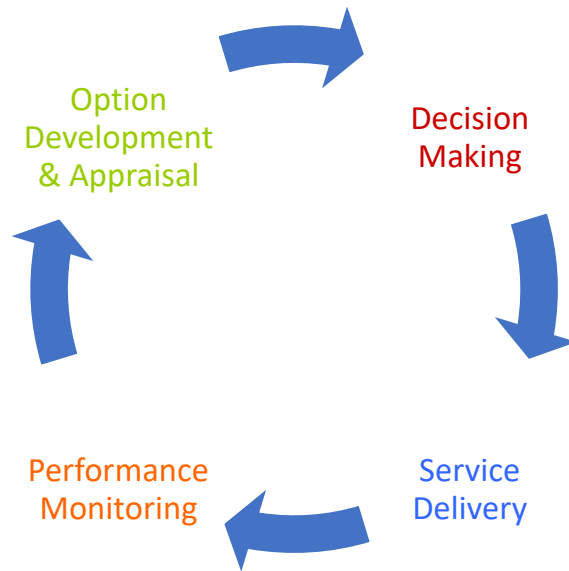 Option
Development
& Appraisal
Decision
Making
Service
Delivery
Performance
Monitoring